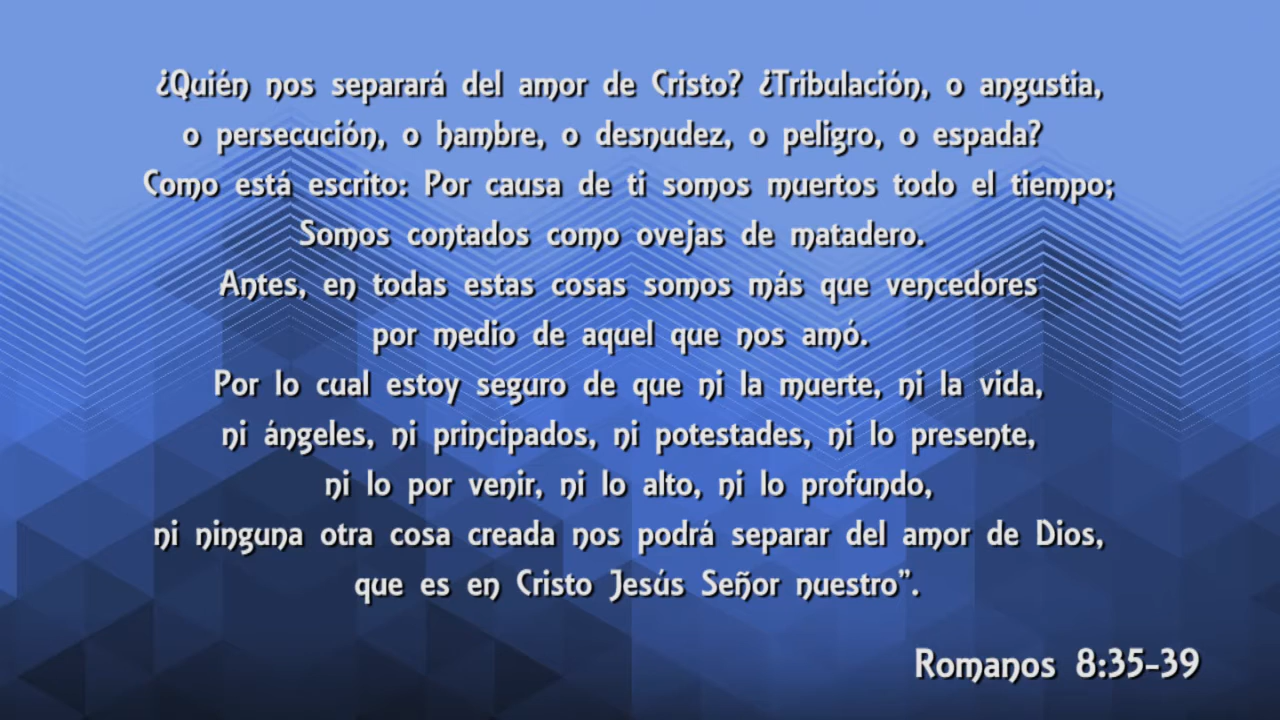 ¿Quién nos separará del amor de Cristo? ¿Tribulación, o angustia,
o persecución, o hambre, o desnudez, o peligro, o espada?
Como está escrito: Por causa de ti somos muertos todo el tiempo;
Somos contados como ovejas de matadero.
Antes, en todas estas cosas somos más que vencedores
por medio de aquel que nos amó.
Por lo cual estoy seguro de que ni la muerte, ni la vida,
ni ángeles, ni principados, ni potestades, ni lo presente,
ni lo por venir, ni lo alto, ni lo profundo,
ni ninguna otra cosa creada nos podrá separar del amor de Dios,
que es en Cristo Jesús Señor nuestro”.
Romanos 8:35-39